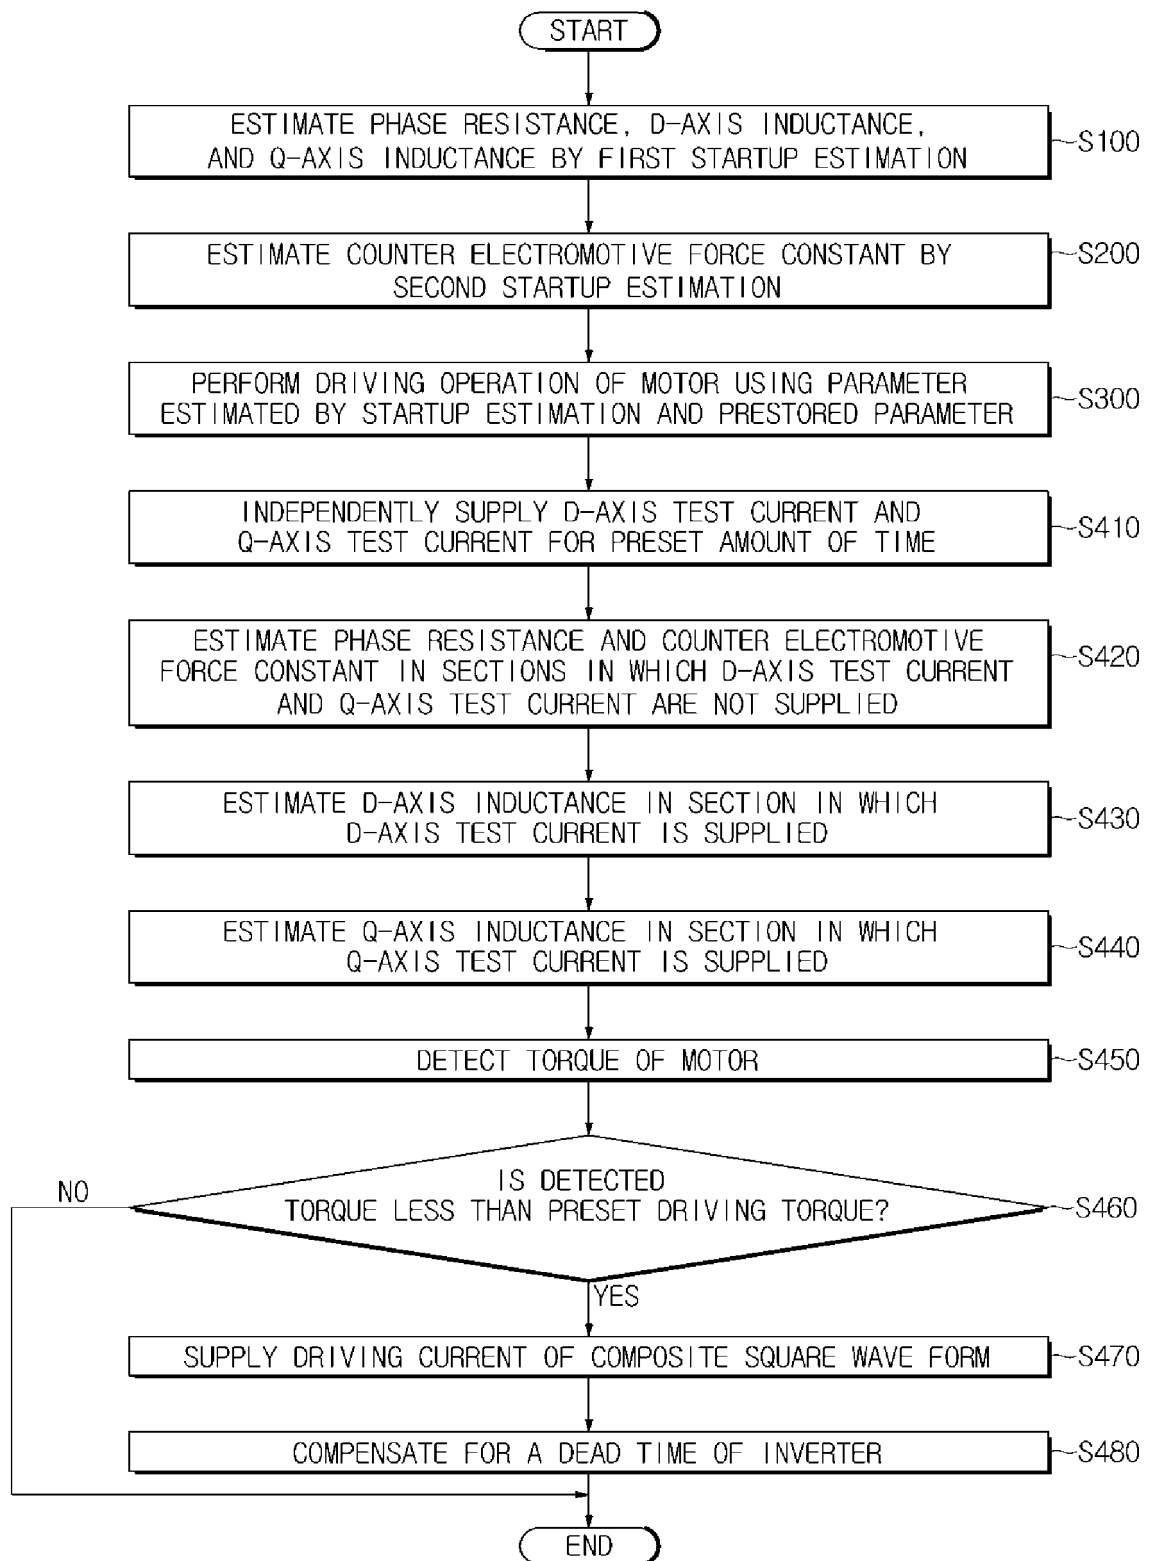 START
ESTIMATE PHASE RESISTANCE, D-AXIS INDUCTANCE,
AND Q-AXIS INDUCTANCE BY FIRST STARTUP ESTIMATION
S100
ESTIMATE COUNTER ELECTROMOTIVE FORCE CONSTANT BY
SECOND STARTUP ESTIMATION
S200
PERFORM DRIVING OPERATION OF MOTOR USING PARAMETER
ESTIMATED BY STARTUP ESTIMATION AND PRESTORED PARAMETER
S300
INDEPENDENTLY SUPPLY D-AXIS TEST CURRENT AND
Q-AXIS TEST CURRENT FOR PRESET AMOUNT OF TIME
S410
ESTIMATE PHASE RESISTANCE AND COUNTER ELECTROMOTIVE
FORCE CONSTANT IN SECTIONS IN WHICH D-AXIS TEST CURRENT
AND Q-AXIS TEST CURRENT ARE NOT SUPPLIED
S420
ESTIMATE D-AXIS INDUCTANCE IN SECTION IN WHICH
D-AXIS TEST CURRENT IS SUPPLIED
S430
ESTIMATE Q-AXIS INDUCTANCE IN SECTION IN WHICH
Q-AXIS TEST CURRENT IS SUPPLIED
S440
DETECT TORQUE OF MOTOR
S450
IS DETECTED
TORQUE LESS THAN PRESET DRIVING TORQUE?
S460
NO
YES
SUPPLY DRIVING CURRENT OF COMPOSITE SQUARE WAVE FORM
S470
COMPENSATE FOR A DEAD TIME OF INVERTER
S480
END